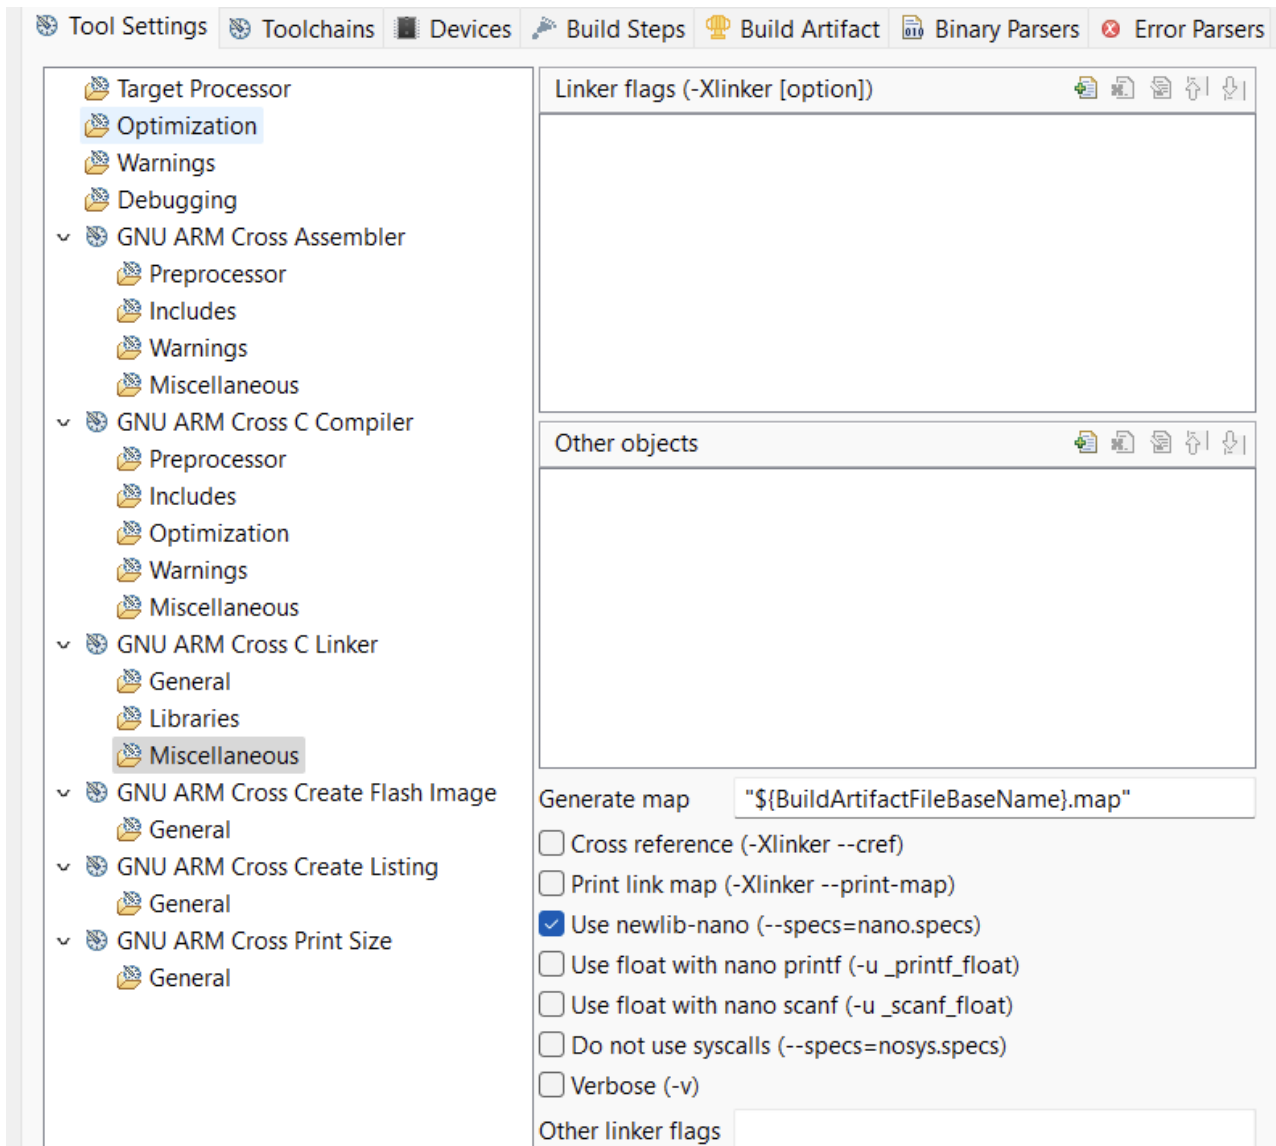 Tool Settings Toolchains Devices Build Steps Build Artifact Binary Parsers Error Parsers
Target Processor
Optimization
Warnings
Debugging
GNU ARM Cross Assembler
Preprocessor
Includes
Warnings
Miscellaneous
GNU ARM Cross C Compiler
Preprocessor
Includes
Optimization
Warnings
Miscellaneous
GNU ARM Cross C Linker
General
Libraries
Miscellaneous
GNU ARM Cross Create Flash Image
General
GNU ARM Cross Create Listing
General
GNU ARM Cross Print Size
General
Linker flags (-Xlinker [option])
Other objects
Generate map "${BuildArtifactFileBaseName}.map"
Cross reference (-Xlinker --cref)
Print link map (-Xlinker --print-map)
Use newlib-nano (--specs=nano.specs)
Use float with nano printf (-u _printf_float)
Use float with nano scanf (-u _scanf_float)
Do not use syscalls (--specs=nosys.specs)
Verbose (-v)
Other linker flags